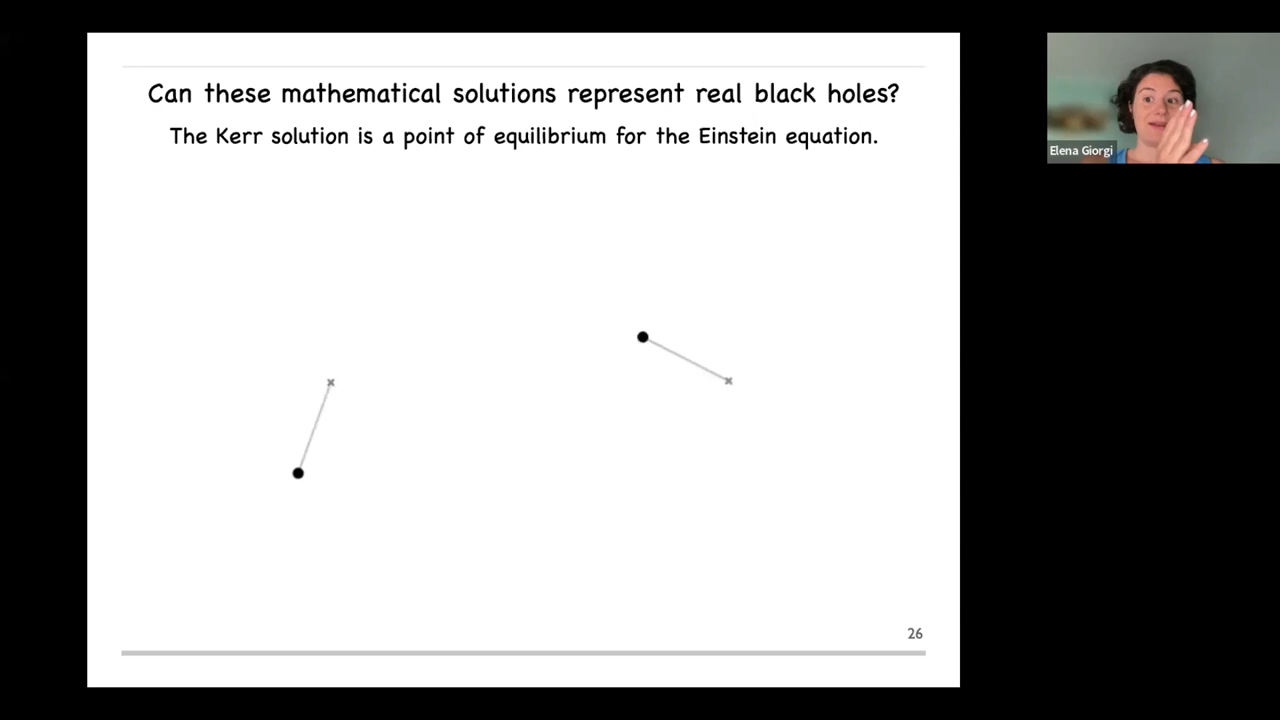 Can these mathematical solutions represent real black holes?
The Kerr solution is a point of equilibrium for the Einstein equation.
Elena Giorgi
26